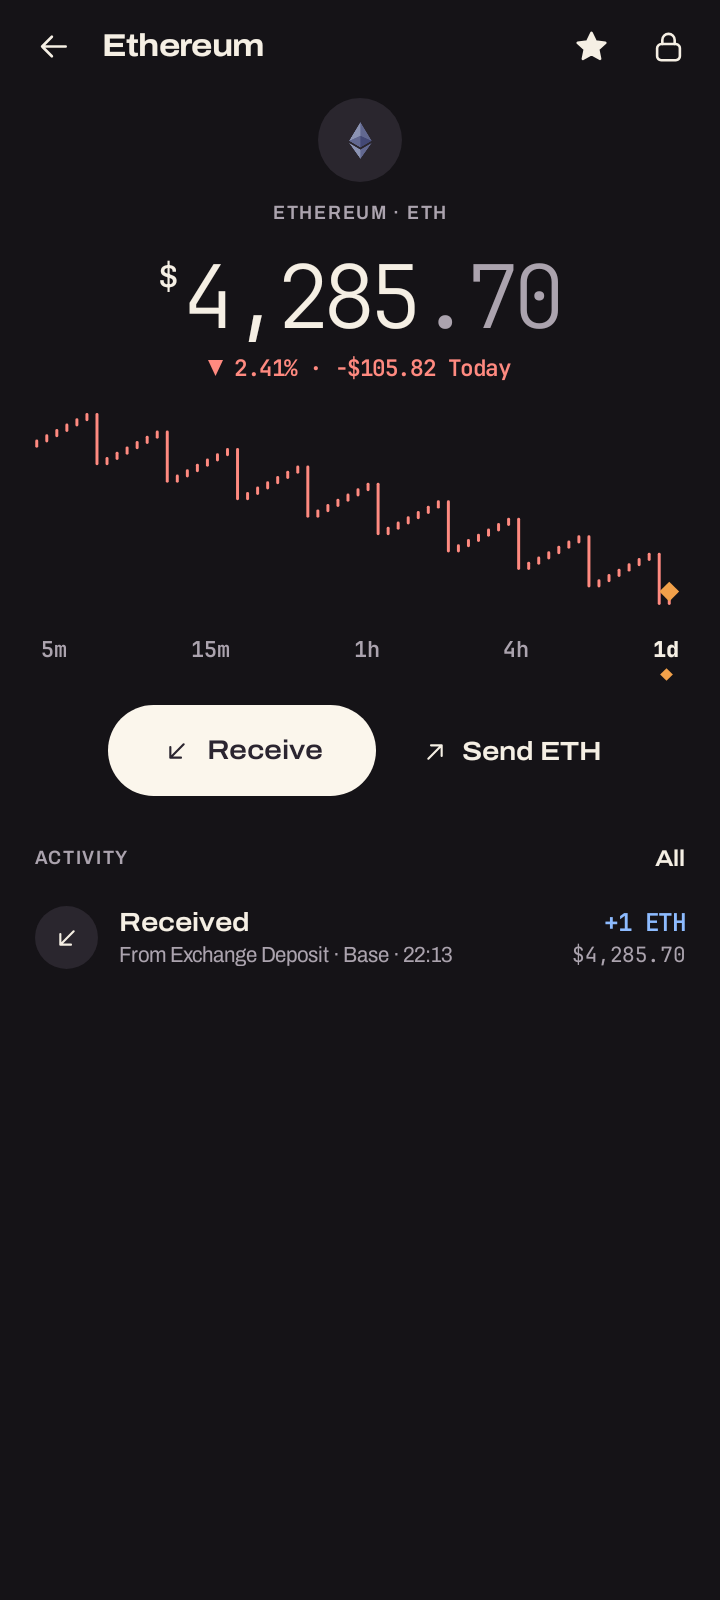 Ethereum
ETHEREUM · ETH
$4,285.70
▼ 2.41% · -$105.82 Today
5m 15m 1h 4h 1d
Receive Send ETH
ACTIVITY All
Received +1 ETH
From Exchange Deposit · Base · 22:13 $4,285.70